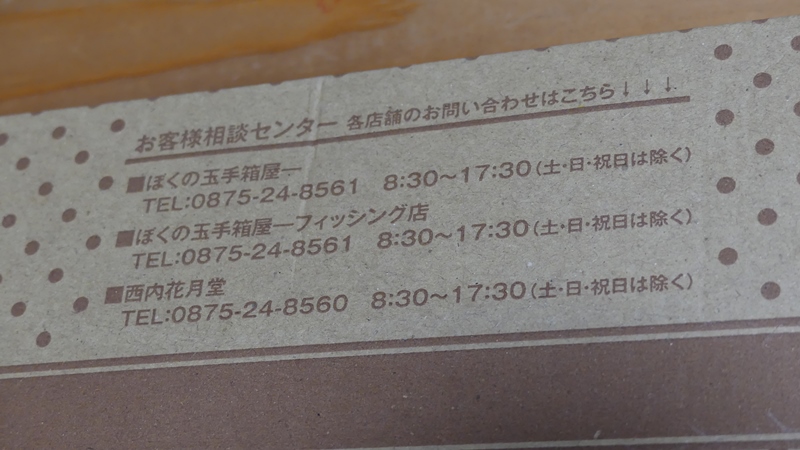 お客様相談センター 各店舗のお問い合わせはこちら↓↓↓
■ぼくの玉手箱屋ー
TEL:0875-24-8561 8:30〜17:30(土・日・祝日は除く)
■ぼくの玉手箱屋ーフィッシング店
TEL:0875-24-8561 8:30〜17:30(土・日・祝日は除く)
■西内花月堂
TEL:0875-24-8560 8:30〜17:30(土・日・祝日は除く)